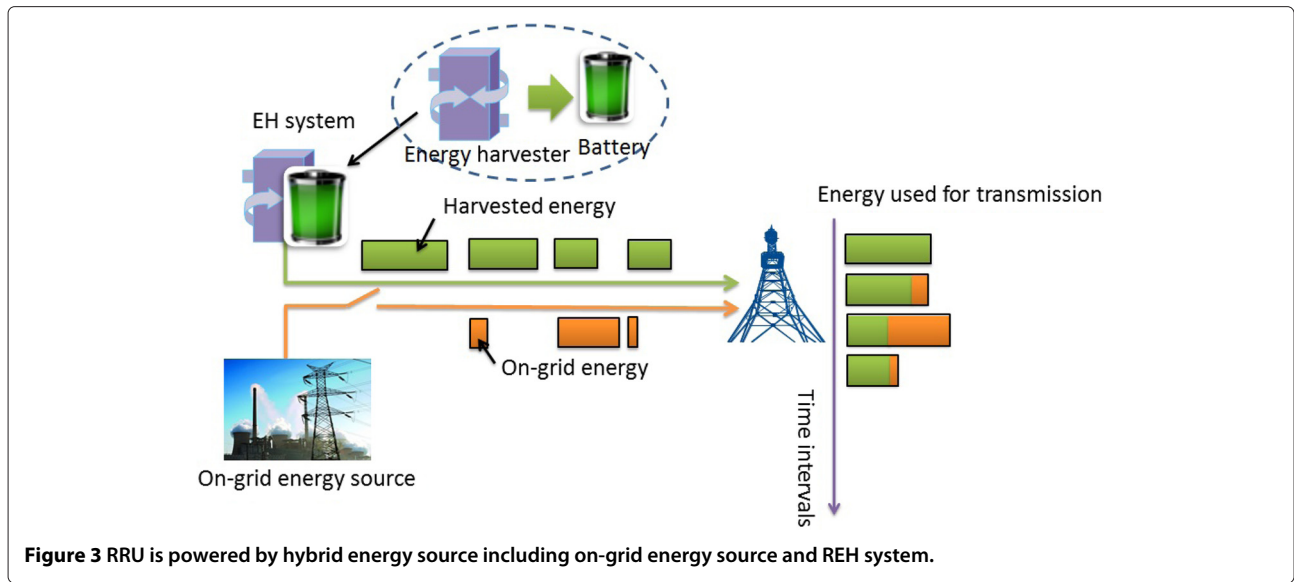 EH system
Energy harvester
Battery
Harvested energy
Energy used for transmission
On-grid energy
On-grid energy source
Time intervals
Figure 3 RRU is powered by hybrid energy source including on-grid energy source and REH system.